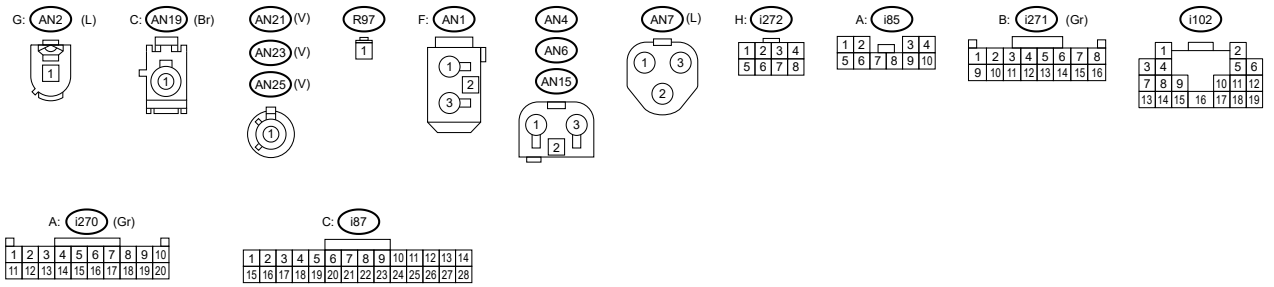 G: AN2 (L)
1
C: AN19 (Br)
1
AN21 (V)
AN23 (V)
AN25 (V)
1
R97
1
F: AN1
1
2
3
AN4
AN6
AN15
1 3
2
AN7 (L)
1 3
2
H: i272
1 2 3 4
5 6 7 8
A: i85
1 2 3 4
5 6 7 8 9 10
B: i271 (Gr)
1 2 3 4 5 6 7 8
9 10 11 12 13 14 15 16
i102
1 2
3 4 5 6
7 8 9 10 11 12
13 14 15 16 17 18 19
A: i270 (Gr)
1 2 3 4 5 6 7 8 9 10
11 12 13 14 15 16 17 18 19 20
C: i87
1 2 3 4 5 6 7 8 9 10 11 12 13 14
15 16 17 18 19 20 21 22 23 24 25 26 27 28